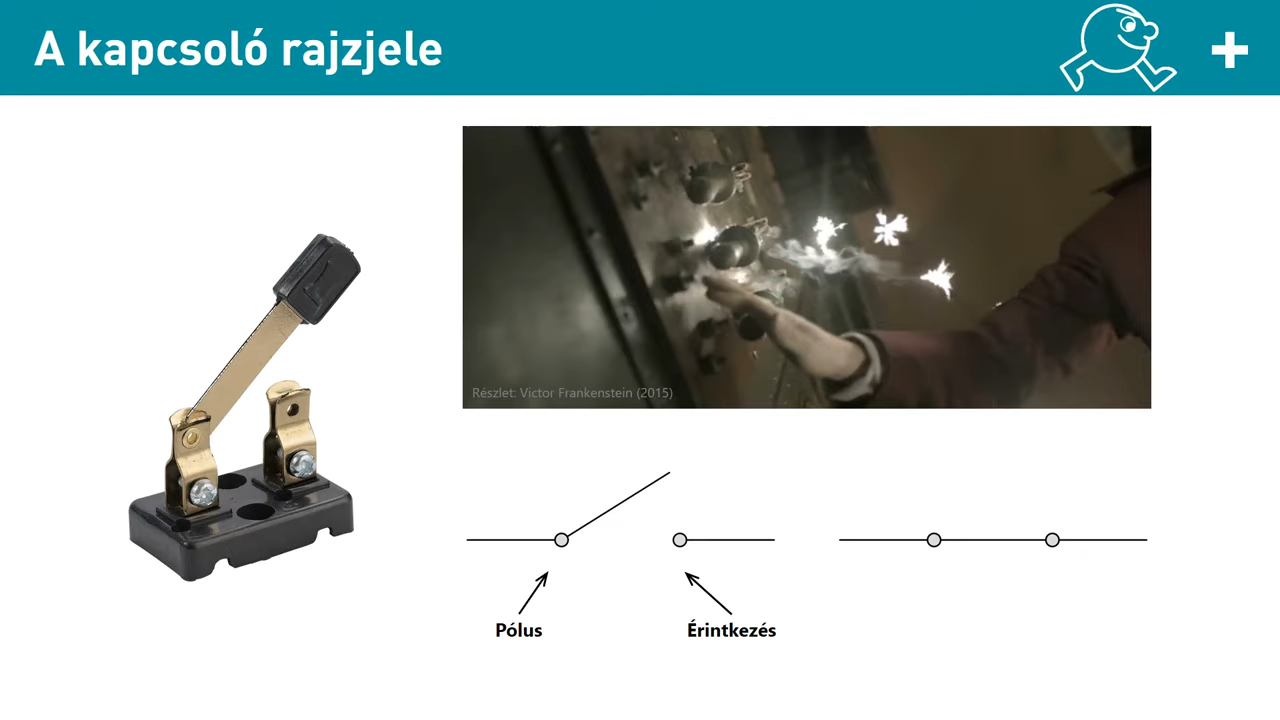 A kapcsoló rajzjele
Részlet: Victor Frankenstein (2015)
Pólus
Érintkezés